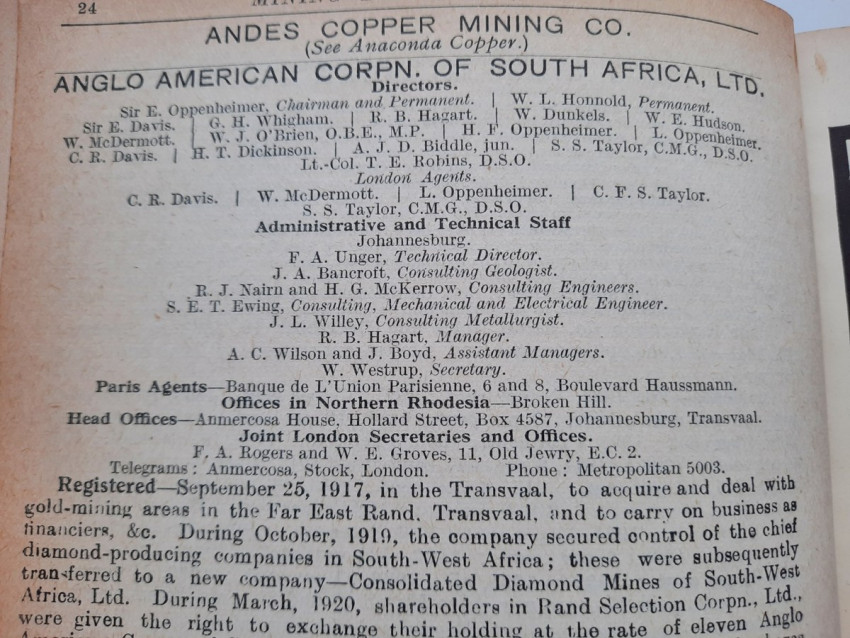 24
ANDES COPPER MINING CO.
(See Anaconda Copper.)
ANGLO AMERICAN CORPN. OF SOUTH AFRICA, LTD.
Directors.
Sir E. Oppenheimer, Chairman and Permanent. | W. L. Honnold, Permanent.
Sir E. Davis. | G. H. Whigham. | R. B. Hagart. | W. Dunkels. | W. E. Hudson.
W. McDermott. | W. J. O'Brien, O.B.E., M.P. | H. F. Oppenheimer. | L. Oppenheimer.
C. R. Davis. | H. T. Dickinson. | A. J. D. Biddle, jun. | S. S. Taylor, C.M.G., D.S.O.
Lt.-Col. T. E. Robins, D.S.O.
London Agents.
C. R. Davis. | W. McDermott. | L. Oppenheimer. | C. F. S. Taylor.
S. S. Taylor, C.M.G., D.S.O.
Administrative and Technical Staff
Johannesburg.
F. A. Unger, Technical Director.
J. A. Bancroft, Consulting Geologist.
R. J. Nairn and H. G. McKerrow, Consulting Engineers.
S. E. T. Ewing, Consulting, Mechanical and Electrical Engineer.
J. L. Willey, Consulting Metallurgist.
R. B. Hagart, Manager.
A. C. Wilson and J. Boyd, Assistant Managers.
W. Westrup, Secretary.
Paris Agents—Banque de L'Union Parisienne, 6 and 8, Boulevard Haussmann.
Offices in Northern Rhodesia—Broken Hill.
Head Offices—Anmercosa House, Hollard Street, Box 4587, Johannesburg, Transvaal.
Joint London Secretaries and Offices.
F. A. Rogers and W. E. Groves, 11, Old Jewry, E.C. 2.
Telegrams: Anmercosa, Stock, London. Phone: Metropolitan 5003.
Registered—September 25, 1917, in the Transvaal, to acquire and deal with
gold-mining areas in the Far East Rand, Transvaal, and to carry on business as
financiers, &c. During October, 1919, the company secured control of the chief
diamond-producing companies in South-West Africa; these were subsequently
transferred to a new company—Consolidated Diamond Mines of South-West
Africa, Ltd. During March, 1920, shareholders in Rand Selection Corpn., Ltd.,
were given the right to exchange their holding at the rate of eleven Anglo